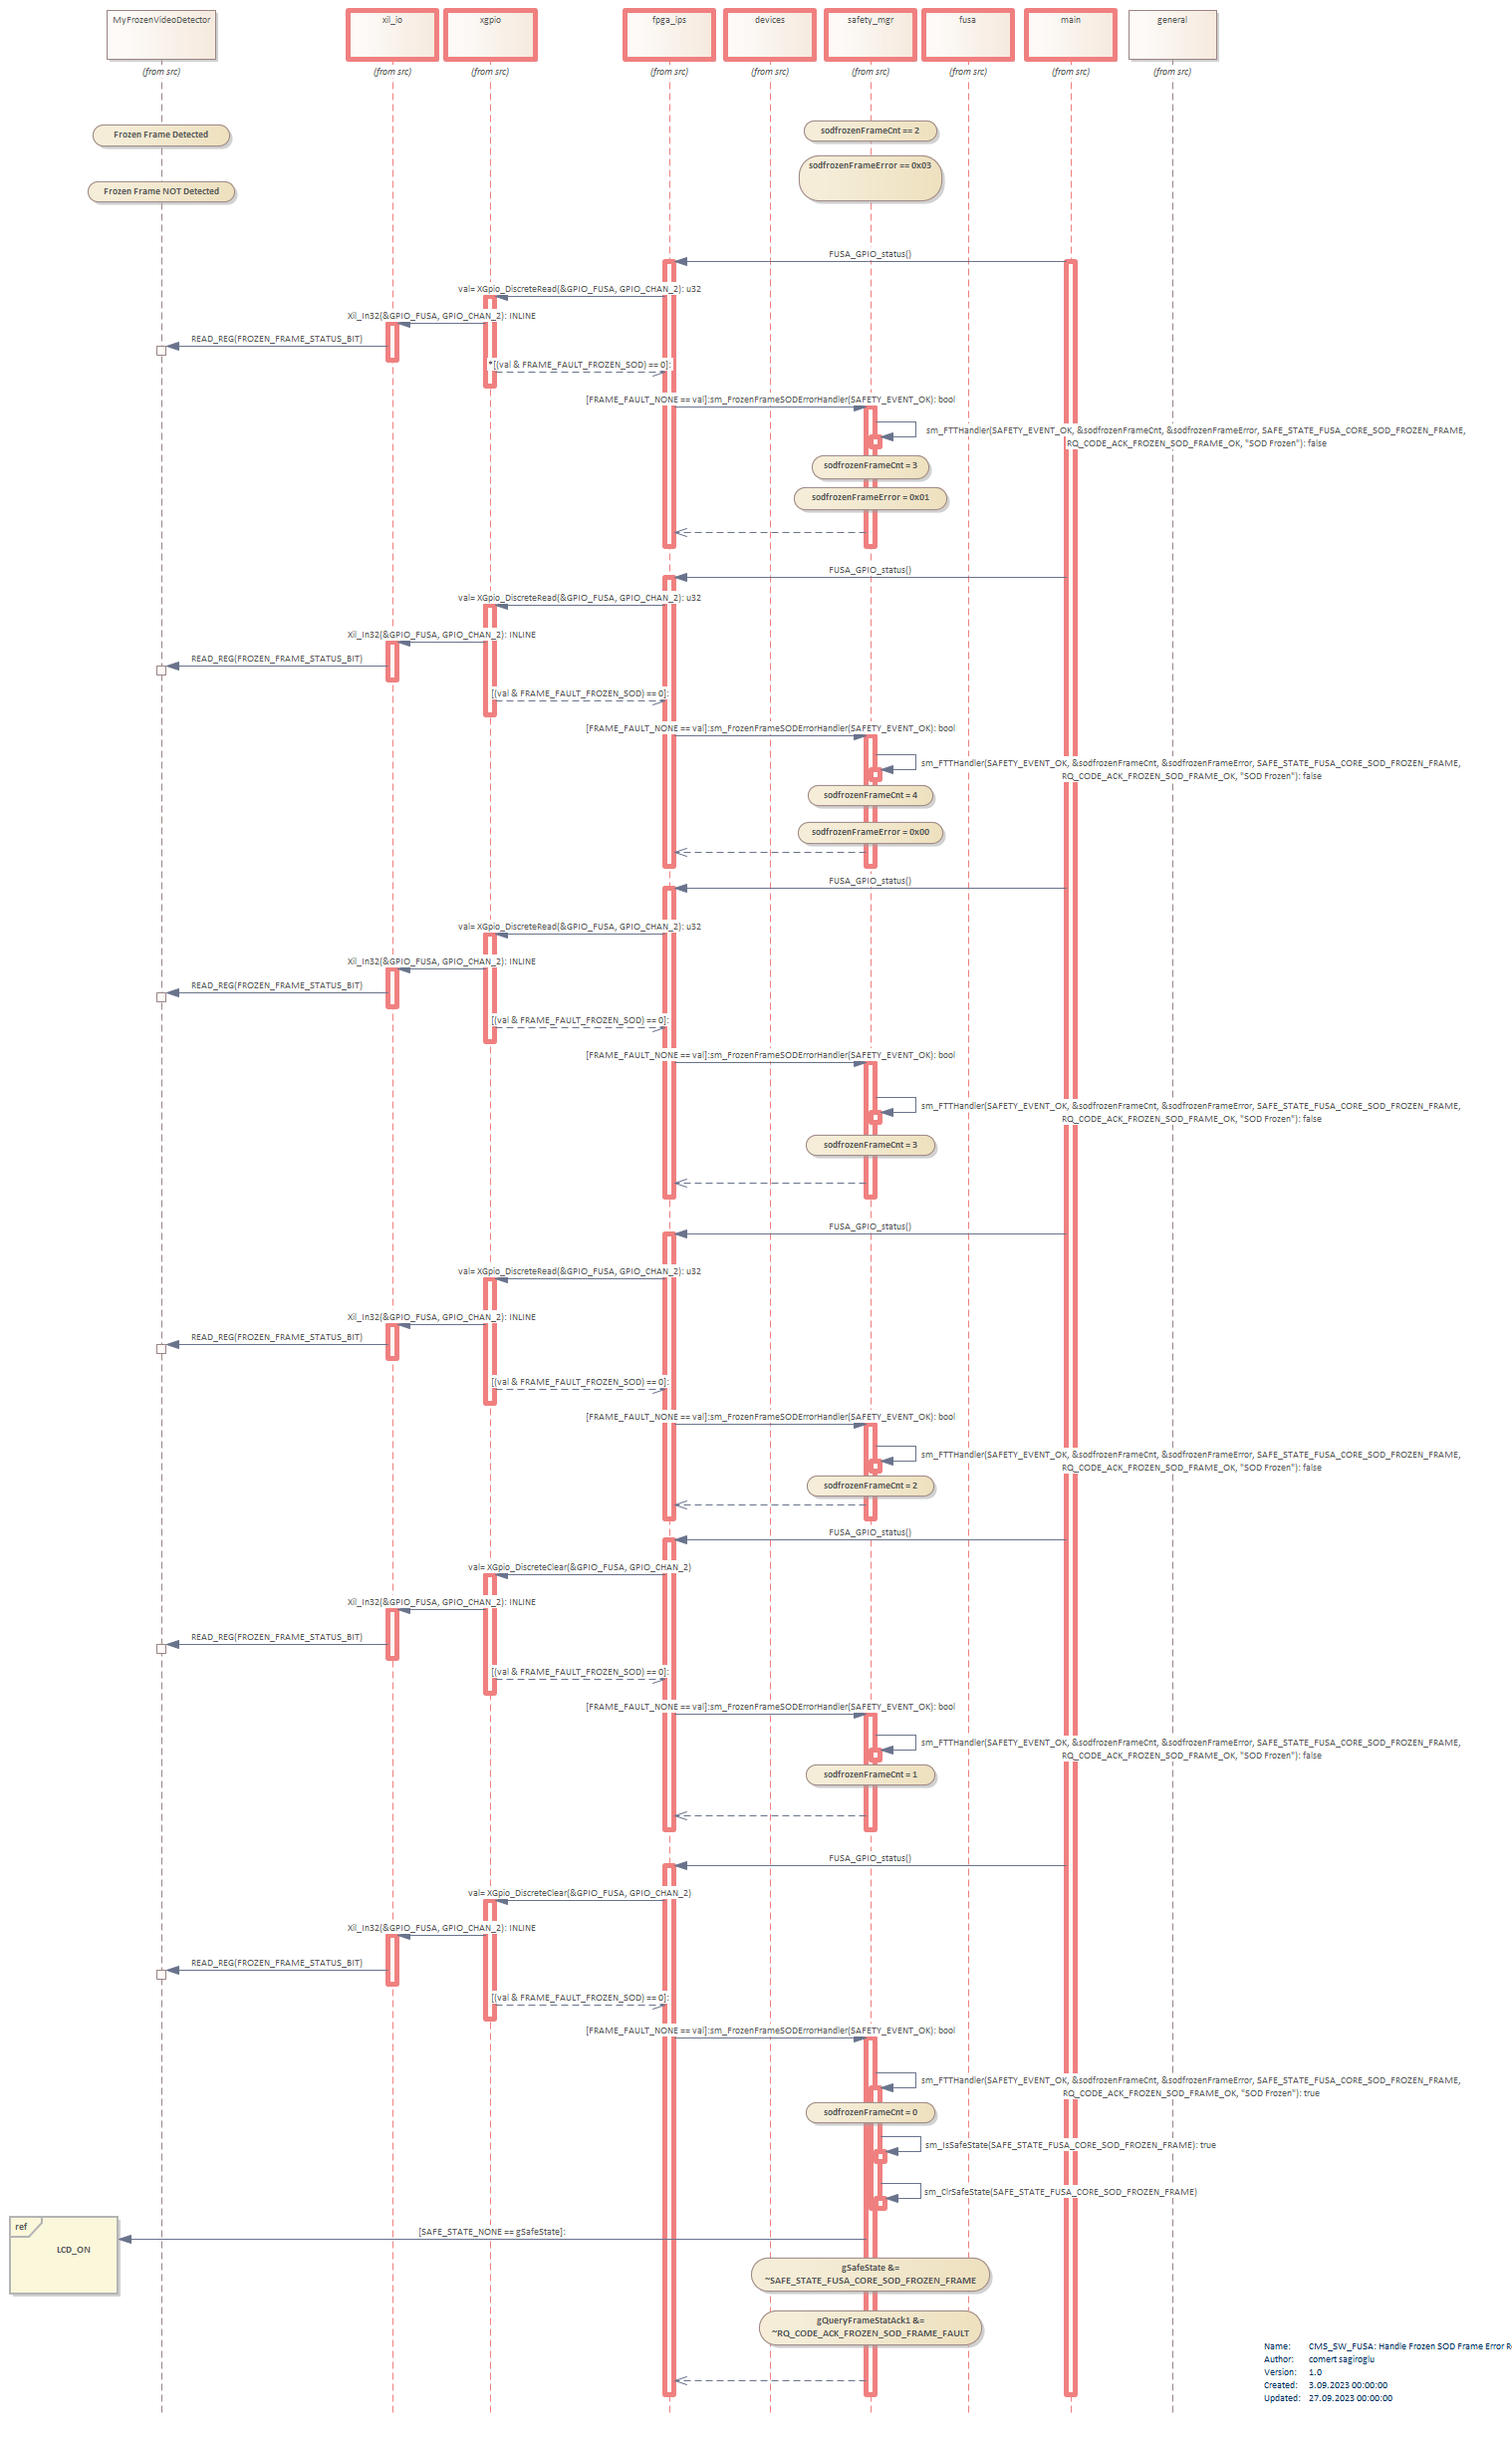 MyFrozenVideoDetector
xil_io
xgpio
fpga_ips
devices
safety_mgr
fusa
main
general
(from src)
(from src)
(from src)
(from src)
(from src)
(from src)
(from src)
(from src)
(from src)
Frozen Frame Detected
sodfrozenFrameCnt == 2
sodfrozenFrameError == 0x03
Frozen Frame NOT Detected
FUSA_GPIO_status()
val= XGpio_DiscreteRead(&GPIO_FUSA, GPIO_CHAN_2): u32
Xil_In32(&GPIO_FUSA, GPIO_CHAN_2): INLINE
READ_REG(FROZEN_FRAME_STATUS_BIT)
*[(val & FRAME_FAULT_FROZEN_SOD) == 0]:
[FRAME_FAULT_NONE == val]:sm_FrozenFrameSODErrorHandler(SAFETY_EVENT_OK): bool
sm_FTTHandler(SAFETY_EVENT_OK, &sodfrozenFrameCnt, &sodfrozenFrameError, SAFE_STATE_FUSA_CORE_SOD_FROZEN_FRAME,
RQ_CODE_ACK_FROZEN_SOD_FRAME_OK, "SOD Frozen"): false
sodfrozenFrameCnt = 3
sodfrozenFrameError = 0x01
FUSA_GPIO_status()
val= XGpio_DiscreteRead(&GPIO_FUSA, GPIO_CHAN_2): u32
Xil_In32(&GPIO_FUSA, GPIO_CHAN_2): INLINE
READ_REG(FROZEN_FRAME_STATUS_BIT)
[(val & FRAME_FAULT_FROZEN_SOD) == 0]:
[FRAME_FAULT_NONE == val]:sm_FrozenFrameSODErrorHandler(SAFETY_EVENT_OK): bool
sm_FTTHandler(SAFETY_EVENT_OK, &sodfrozenFrameCnt, &sodfrozenFrameError, SAFE_STATE_FUSA_CORE_SOD_FROZEN_FRAME,
RQ_CODE_ACK_FROZEN_SOD_FRAME_OK, "SOD Frozen"): false
sodfrozenFrameCnt = 4
sodfrozenFrameError = 0x00
FUSA_GPIO_status()
val= XGpio_DiscreteRead(&GPIO_FUSA, GPIO_CHAN_2): u32
Xil_In32(&GPIO_FUSA, GPIO_CHAN_2): INLINE
READ_REG(FROZEN_FRAME_STATUS_BIT)
[(val & FRAME_FAULT_FROZEN_SOD) == 0]:
[FRAME_FAULT_NONE == val]:sm_FrozenFrameSODErrorHandler(SAFETY_EVENT_OK): bool
sm_FTTHandler(SAFETY_EVENT_OK, &sodfrozenFrameCnt, &sodfrozenFrameError, SAFE_STATE_FUSA_CORE_SOD_FROZEN_FRAME,
RQ_CODE_ACK_FROZEN_SOD_FRAME_OK, "SOD Frozen"): false
sodfrozenFrameCnt = 3
FUSA_GPIO_status()
val= XGpio_DiscreteRead(&GPIO_FUSA, GPIO_CHAN_2): u32
Xil_In32(&GPIO_FUSA, GPIO_CHAN_2): INLINE
READ_REG(FROZEN_FRAME_STATUS_BIT)
[(val & FRAME_FAULT_FROZEN_SOD) == 0]:
[FRAME_FAULT_NONE == val]:sm_FrozenFrameSODErrorHandler(SAFETY_EVENT_OK): bool
sm_FTTHandler(SAFETY_EVENT_OK, &sodfrozenFrameCnt, &sodfrozenFrameError, SAFE_STATE_FUSA_CORE_SOD_FROZEN_FRAME,
RQ_CODE_ACK_FROZEN_SOD_FRAME_OK, "SOD Frozen"): false
sodfrozenFrameCnt = 2
FUSA_GPIO_status()
val= XGpio_DiscreteClear(&GPIO_FUSA, GPIO_CHAN_2)
Xil_In32(&GPIO_FUSA, GPIO_CHAN_2): INLINE
READ_REG(FROZEN_FRAME_STATUS_BIT)
[(val & FRAME_FAULT_FROZEN_SOD) == 0]:
[FRAME_FAULT_NONE == val]:sm_FrozenFrameSODErrorHandler(SAFETY_EVENT_OK): bool
sm_FTTHandler(SAFETY_EVENT_OK, &sodfrozenFrameCnt, &sodfrozenFrameError, SAFE_STATE_FUSA_CORE_SOD_FROZEN_FRAME,
RQ_CODE_ACK_FROZEN_SOD_FRAME_OK, "SOD Frozen"): false
sodfrozenFrameCnt = 1
FUSA_GPIO_status()
val= XGpio_DiscreteClear(&GPIO_FUSA, GPIO_CHAN_2)
Xil_In32(&GPIO_FUSA, GPIO_CHAN_2): INLINE
READ_REG(FROZEN_FRAME_STATUS_BIT)
[(val & FRAME_FAULT_FROZEN_SOD) == 0]:
[FRAME_FAULT_NONE == val]:sm_FrozenFrameSODErrorHandler(SAFETY_EVENT_OK): bool
sm_FTTHandler(SAFETY_EVENT_OK, &sodfrozenFrameCnt, &sodfrozenFrameError, SAFE_STATE_FUSA_CORE_SOD_FROZEN_FRAME,
RQ_CODE_ACK_FROZEN_SOD_FRAME_OK, "SOD Frozen"): true
sodfrozenFrameCnt = 0
sm_IsSafeState(SAFE_STATE_FUSA_CORE_SOD_FROZEN_FRAME): true
sm_ClrSafeState(SAFE_STATE_FUSA_CORE_SOD_FROZEN_FRAME)
ref
LCD_ON
[SAFE_STATE_NONE == gSafeState]:
gSafeState &=
~SAFE_STATE_FUSA_CORE_SOD_FROZEN_FRAME
gQueryFrameStatAck1 &=
~RQ_CODE_ACK_FROZEN_SOD_FRAME_FAULT
Name: CMS_SW_FUSA: Handle Frozen SOD Frame Error
Author: comert sagiroglu
Version: 1.0
Created: 3.09.2023 00:00:00
Updated: 27.09.2023 00:00:00